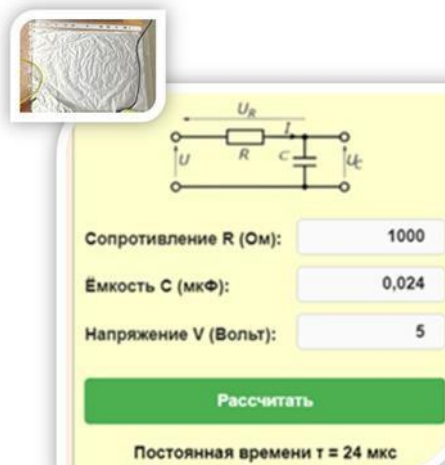 U_R
I
U
R
C
U_C
Сопротивление R (Ом): 1000
Ёмкость C (мкФ): 0,024
Напряжение V (Вольт): 5
Рассчитать
Постоянная времени т = 24 мкс